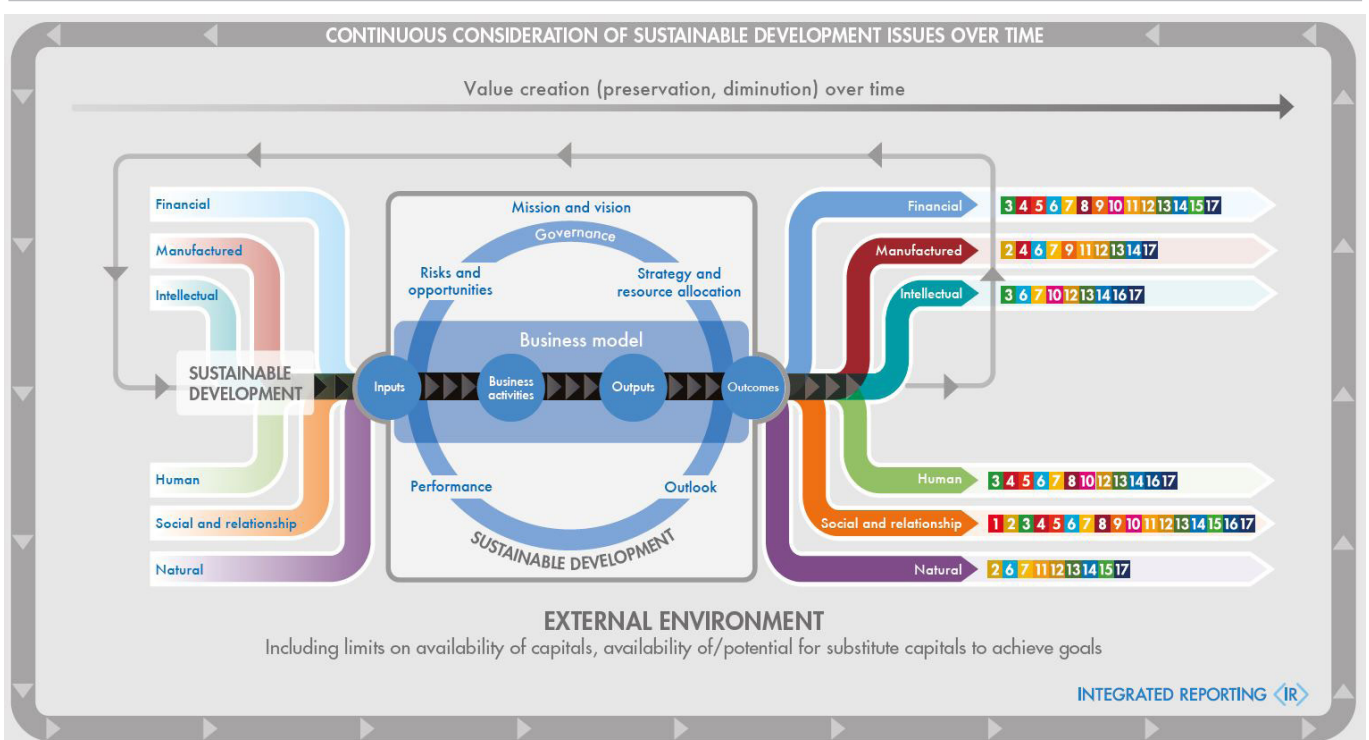 CONTINUOUS CONSIDERATION OF SUSTAINABLE DEVELOPMENT ISSUES OVER TIME
Value creation (preservation, diminution) over time
Financial
Manufactured
Intellectual
SUSTAINABLE
DEVELOPMENT
Human
Social and relationship
Natural
Mission and vision
Governance
Risks and
opportunities
Strategy and
resource allocation
Business model
Inputs
Business
activities
Outputs
Outcomes
Performance
Outlook
SUSTAINABLE DEVELOPMENT
Financial
3 4 5 6 7 8 9 10 11 12 13 14 15 17
Manufactured
2 4 6 7 9 11 12 13 14 17
Intellectual
3 6 7 10 12 13 14 16 17
Human
3 4 5 6 7 8 10 12 13 14 16 17
Social and relationship
1 2 3 4 5 6 7 8 9 10 11 12 13 14 15 16 17
Natural
2 6 7 11 12 13 14 15 17
EXTERNAL ENVIRONMENT
Including limits on availability of capitals, availability of/potential for substitute capitals to achieve goals
INTEGRATED REPORTING <IR>